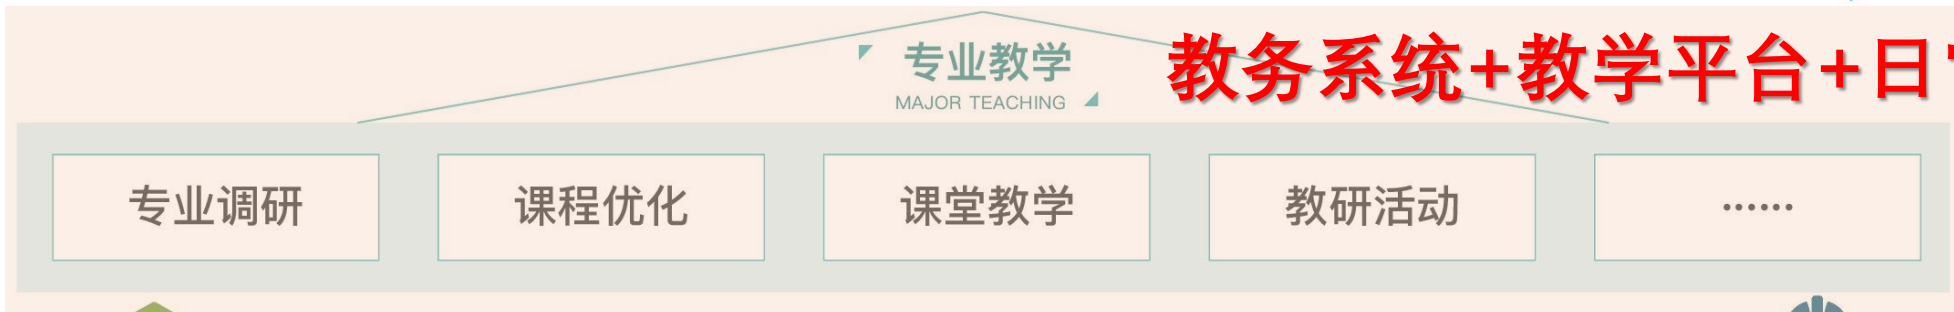 专业教学
MAJOR TEACHING
教务系统+教学平台+日
专业调研
课程优化
课堂教学
教研活动
……